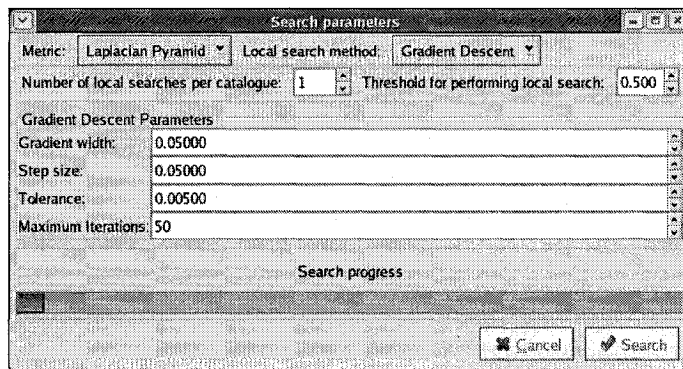 Search parameters
Metric: Laplacian Pyramid Local search method: Gradient Descent
Number of local searches per catalogue: 1 Threshold for performing local search: 0.500
Gradient Descent Parameters
Gradient width: 0.05000
Step size: 0.05000
Tolerance: 0.00500
Maximum Iterations: 50
Search progress
Cancel Search